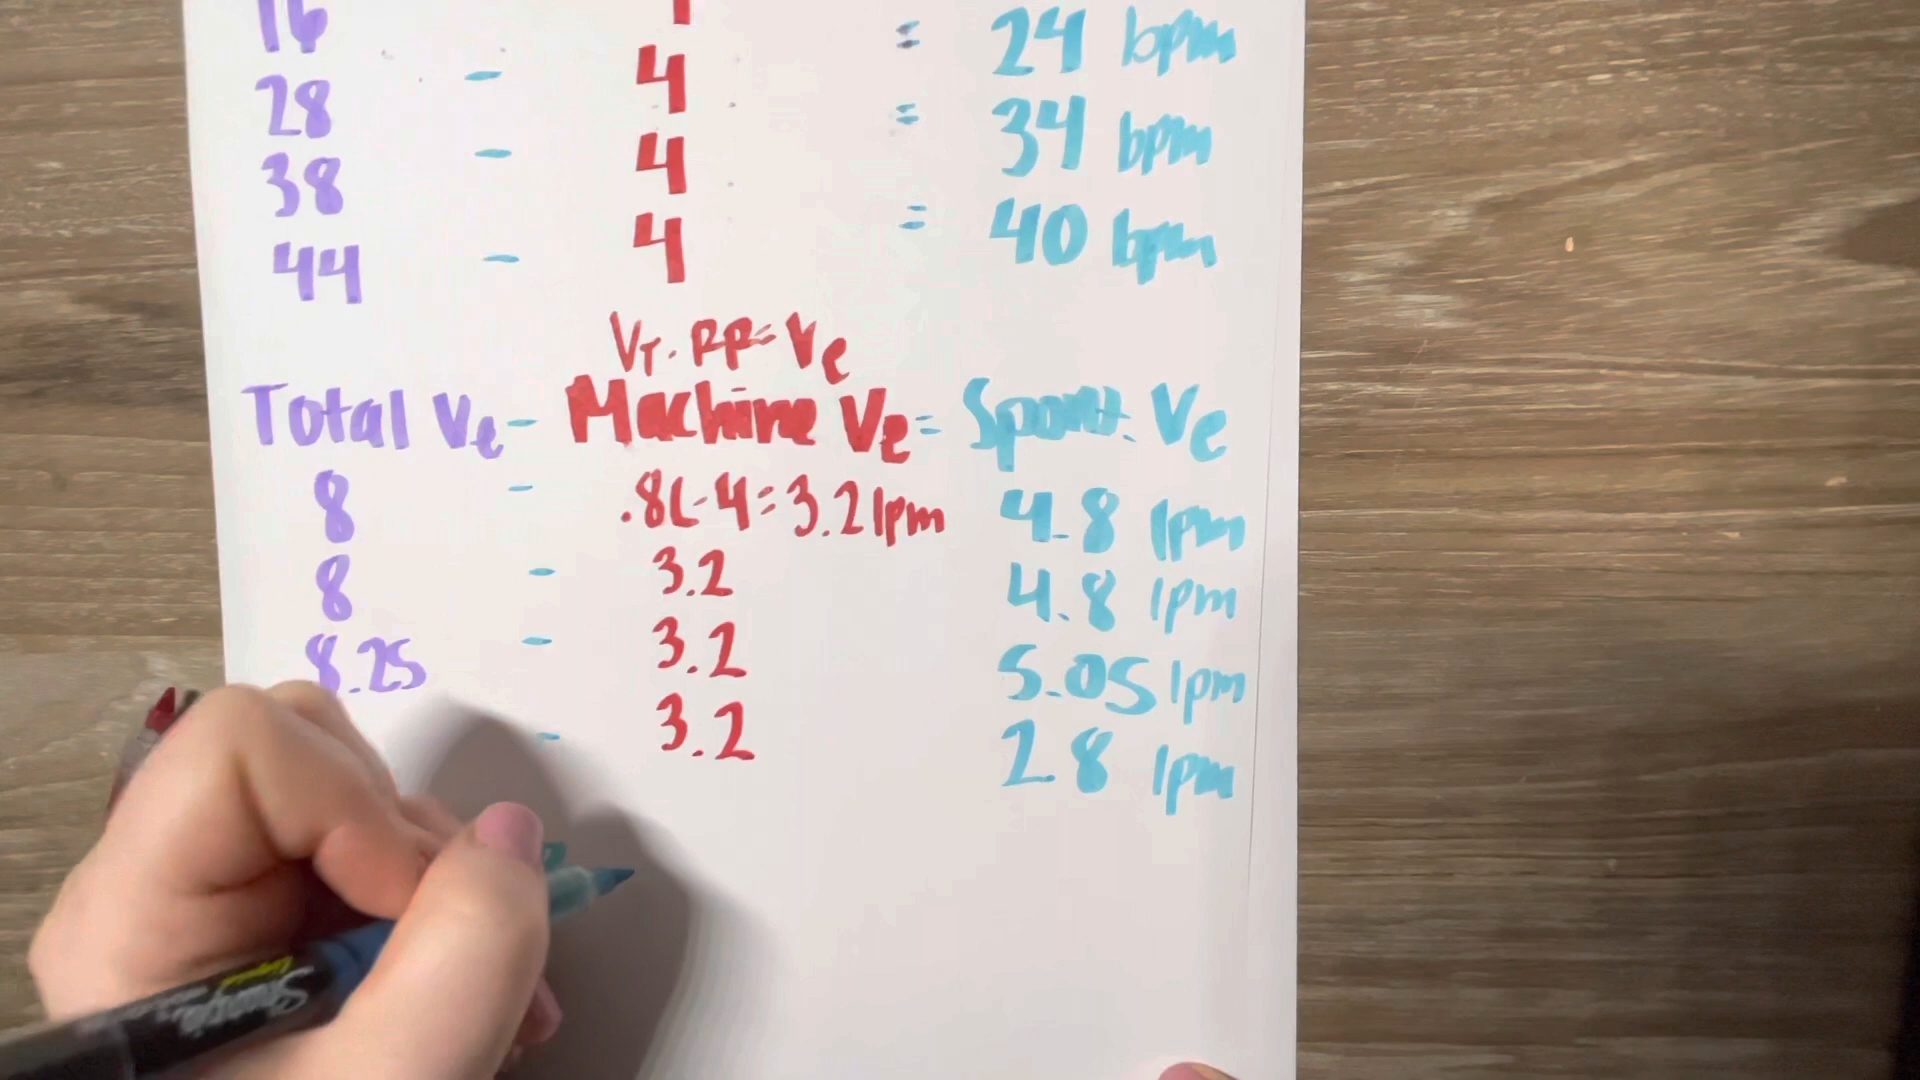 16
28 - 4 = 24 bpm
38 - 4 = 34 bpm
44 - 4 = 40 bpm
VT · RR = Ve
Total Ve - Machine Ve = Spont. Ve
8 - .8L · 4 = 3.2 lpm 4.8 lpm
8 - 3.2 4.8 lpm
8.25 - 3.2 5.05 lpm
- 3.2 2.8 lpm
Sharpie